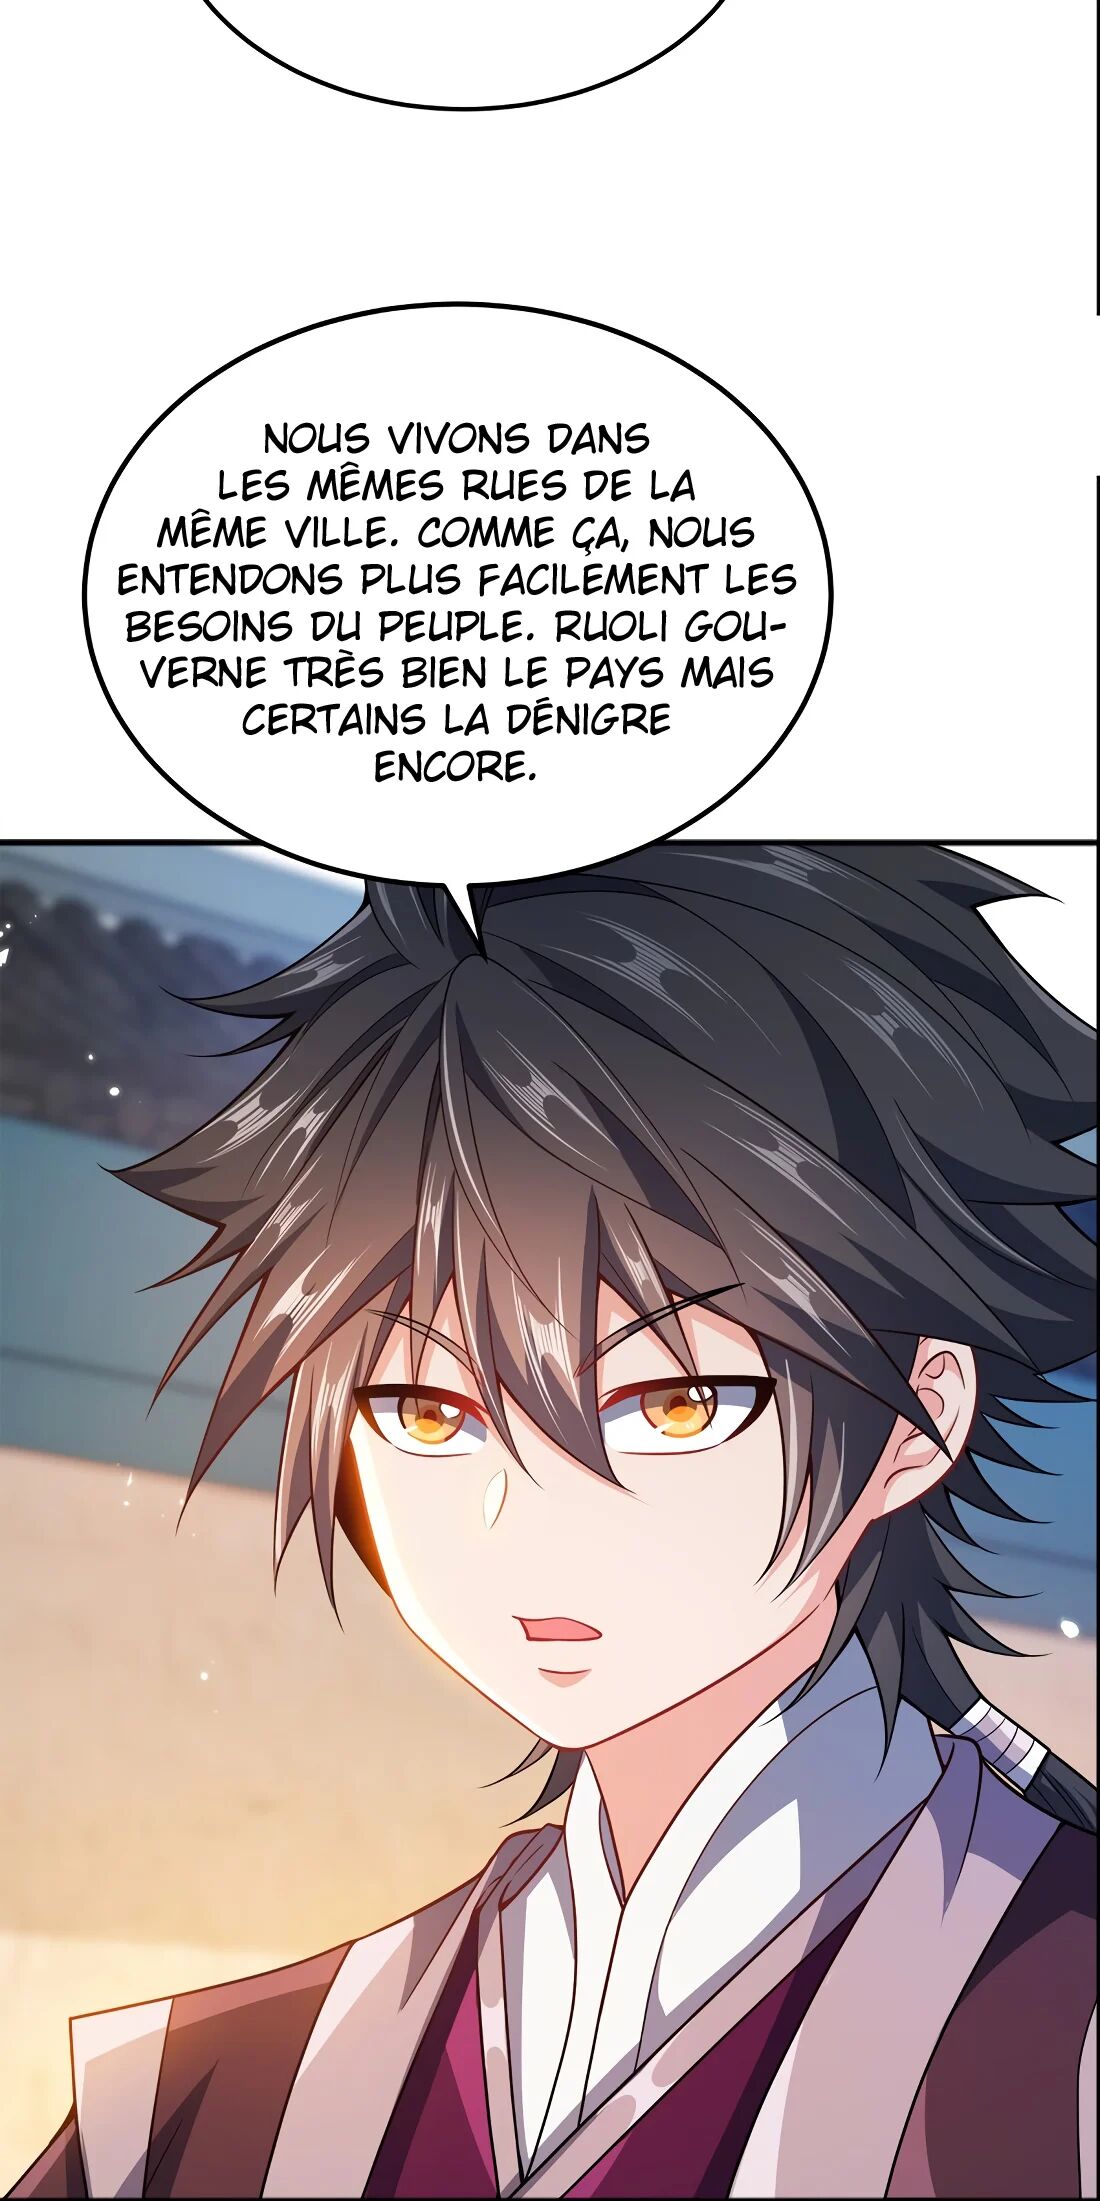 NOUS VIVONS DANS
LES MÊMES RUES DE LA
MÊME VILLE. COMME ÇA, NOUS
ENTENDONS PLUS FACILEMENT LES
BESOINS DU PEUPLE. RUOLI GOU-
VERNE TRÈS BIEN LE PAYS MAIS
CERTAINS LA DÉNIGRE
ENCORE.